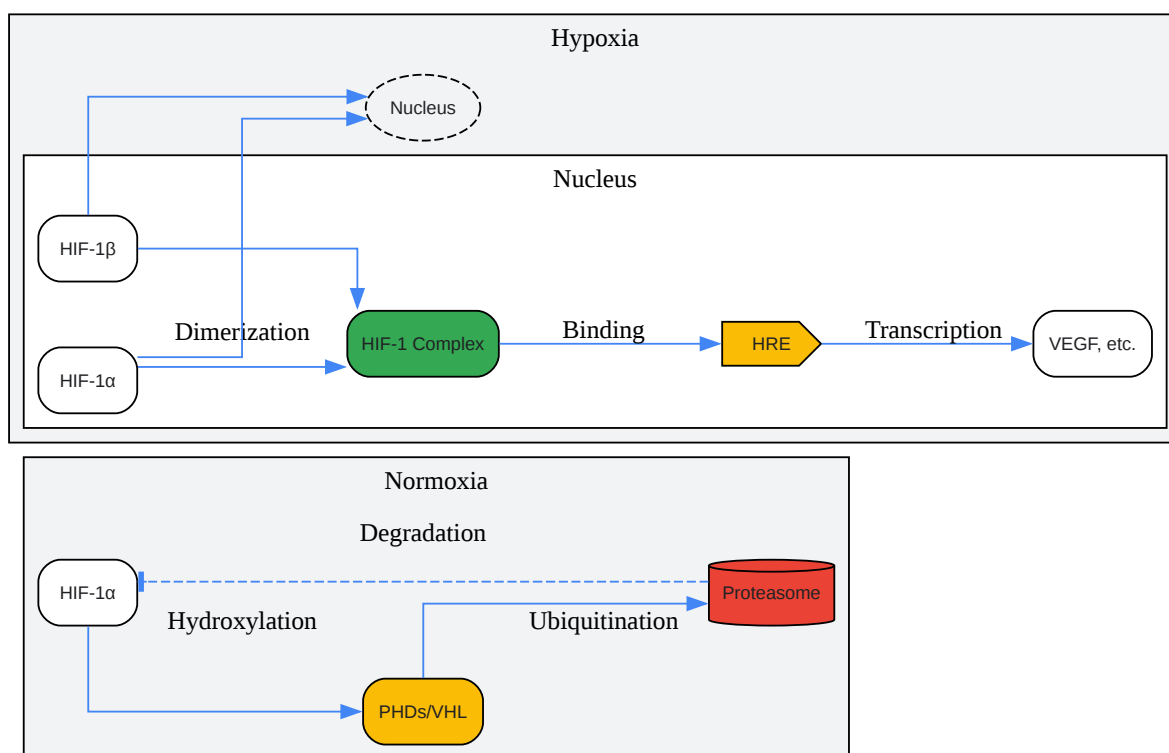 Hypoxia
Nucleus
Nucleus
HIF-1β
Dimerization
HIF-1 Complex
Binding
HRE
Transcription
VEGF, etc.
HIF-1α
Normoxia
Degradation
HIF-1α
Proteasome
Hydroxylation
Ubiquitination
PHDs/VHL